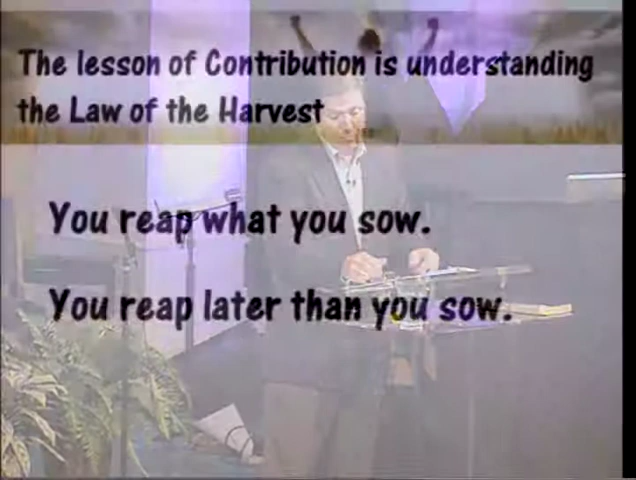 The lesson of Contribution is understanding
the Law of the Harvest
You reap what you sow.
You reap later than you sow.